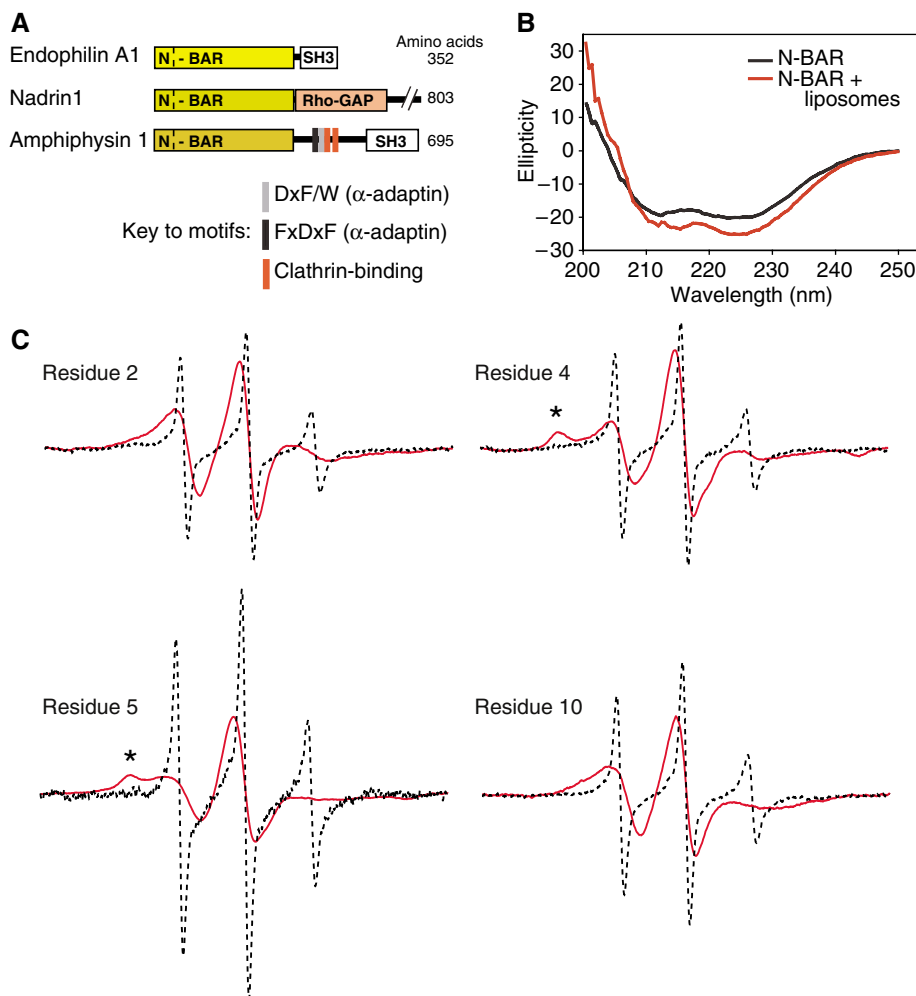 A
Endophilin A1
N - BAR
SH3
Amino acids
352
Nadrin1
N - BAR
Rho-GAP
803
Amphiphysin 1
N - BAR
SH3
695
DxF/W (α-adaptin)
Key to motifs:
FxDxF (α-adaptin)
Clathrin-binding
B
N-BAR
N-BAR +
liposomes
Ellipticity
30
20
10
0
−10
−20
−30
200
210
220
230
240
250
Wavelength (nm)
C
Residue 2
Residue 4
*
Residue 5
*
Residue 10